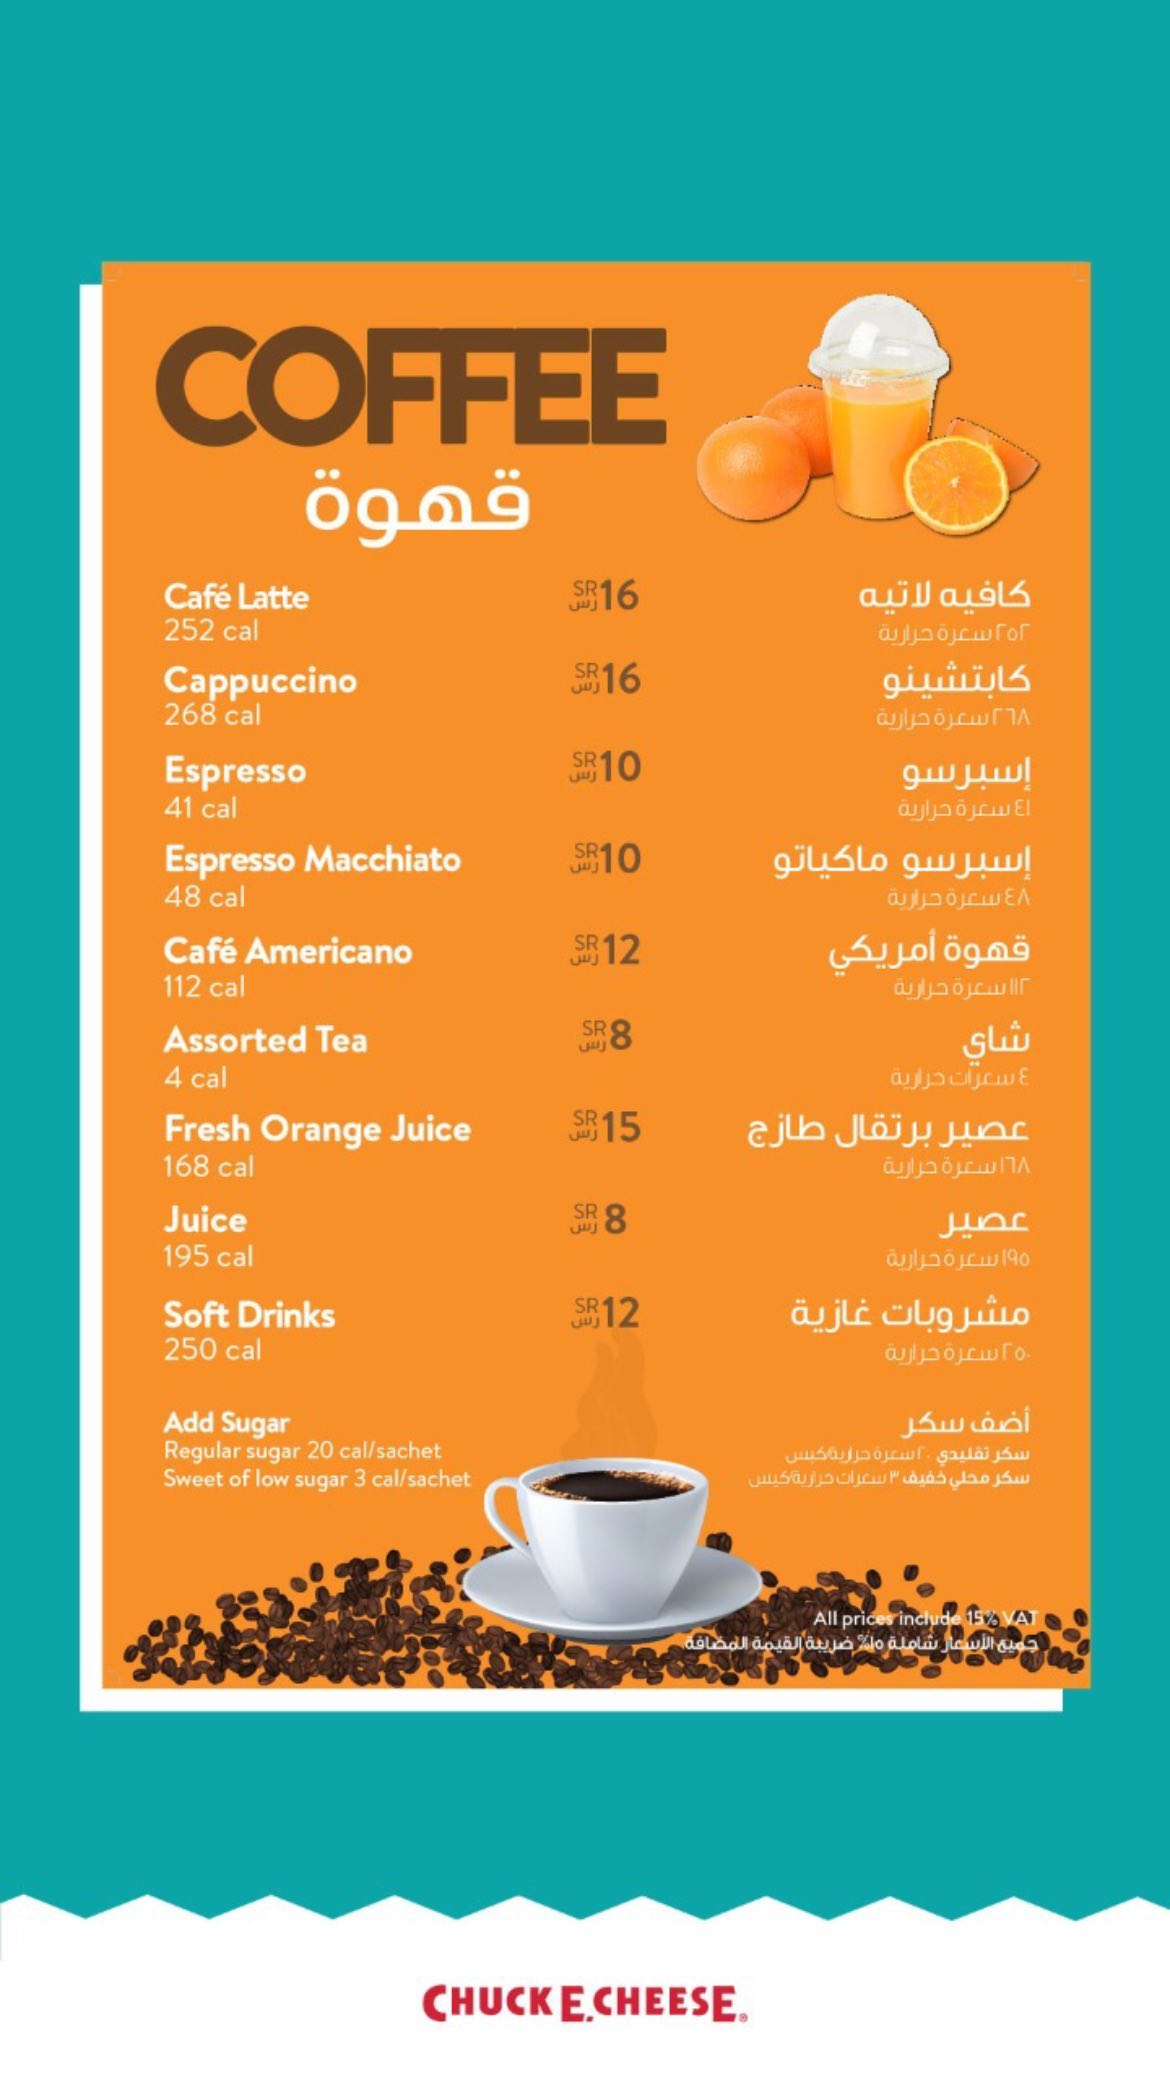 COFFEE
قهوة
Café Latte SR رس 16 كافيه لاتيه
252 cal ٢٥٢ سعرة حرارية
Cappuccino SR رس 16 كابتشينو
268 cal ٢٦٨ سعرة حرارية
Espresso SR رس 10 إسبرسو
41 cal ٤١ سعرة حرارية
Espresso Macchiato SR رس 10 إسبرسو ماكياتو
48 cal ٤٨ سعرة حرارية
Café Americano SR رس 12 قهوة أمريكي
112 cal ١١٢ سعرة حرارية
Assorted Tea SR رس 8 شاي
4 cal ٤ سعرات حرارية
Fresh Orange Juice SR رس 15 عصير برتقال طازج
168 cal ١٦٨ سعرة حرارية
Juice SR رس 8 عصير
195 cal ١٩٥ سعرة حرارية
Soft Drinks SR رس 12 مشروبات غازية
250 cal ٢٥٠ سعرة حرارية
Add Sugar أضف سكر
Regular sugar 20 cal/sachet سكر تقليدي ٢٠ سعرة حرارية/كيس
Sweet of low sugar 3 cal/sachet سكر محلي خفيف ٣ سعرات حرارية/كيس
All prices include 15% VAT
جميع الأسعار شاملة ١٥% ضريبة القيمة المضافة
CHUCK E. CHEESE®